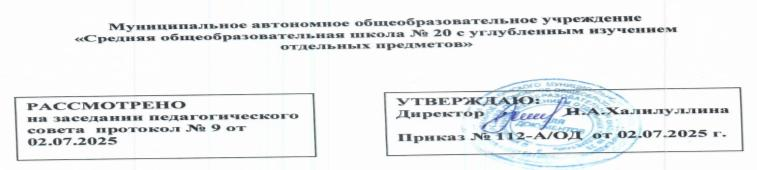 Муниципальное автономное общеобразовательное учреждение
«Средняя общеобразовательная школа № 20 с углубленным изучением
отдельных предметов»
РАССМОТРЕНО
на заседании педагогического
совета протокол № 9 от
02.07.2025
УТВЕРЖДАЮ:
Директор Н.А.Халилуллина
Приказ № 112-А/ОД от 02.07.2025 г.